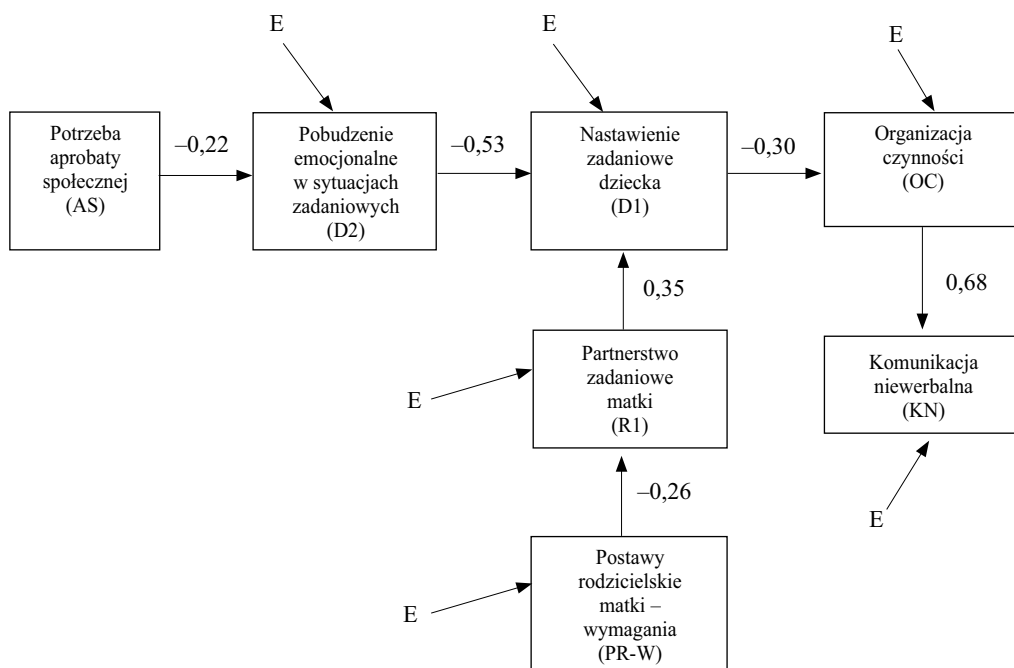 E
E
E
Potrzeba
aprobaty
społecznej
(AS)
–0,22
Pobudzenie
emocjonalne
w sytuacjach
zadaniowych
(D2)
–0,53
Nastawienie
zadaniowe
dziecka
(D1)
–0,30
Organizacja
czynności
(OC)
0,35
0,68
E
Partnerstwo
zadaniowe
matki
(R1)
Komunikacja
niewerbalna
(KN)
–0,26
E
E
Postawy
rodzicielskie
matki –
wymagania
(PR-W)